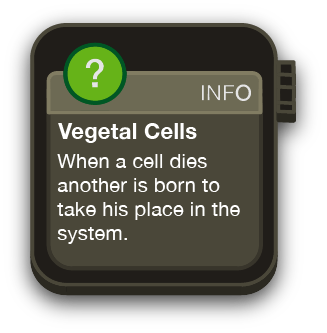 ?
INFO
Vegetal Cells
When a cell dies
another is born to
take his place in the
system.